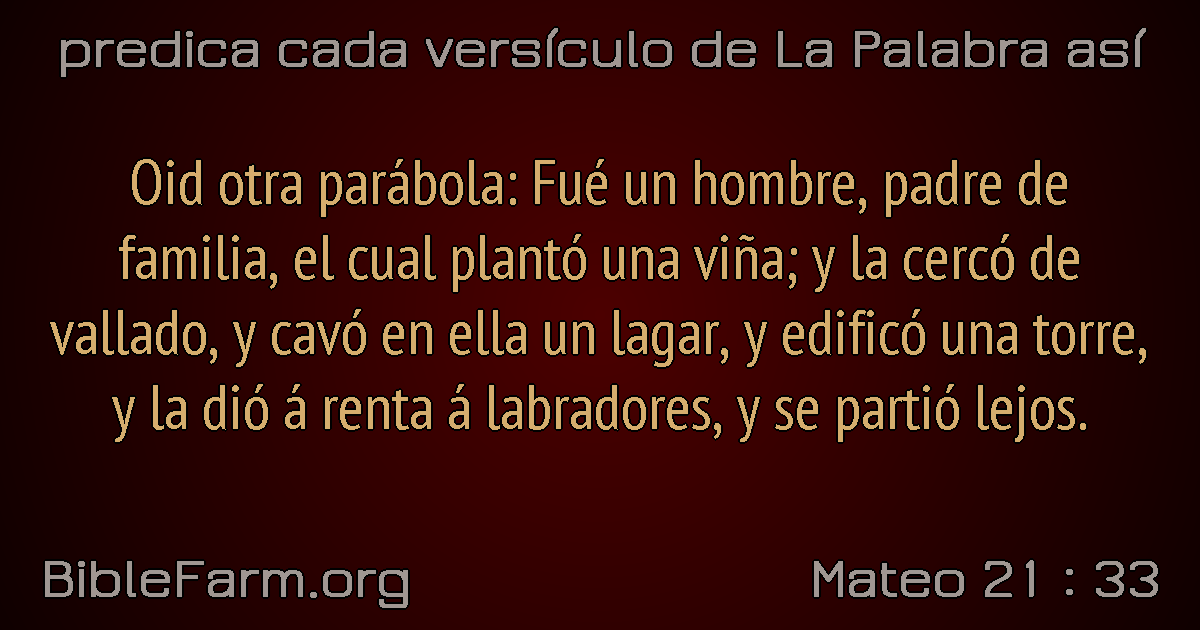 predica cada versículo de La Palabra así
Oid otra parábola: Fué un hombre, padre de
familia, el cual plantó una viña; y la cercó de
vallado, y cavó en ella un lagar, y edificó una torre,
y la dió á renta á labradores, y se partió lejos.
BibleFarm.org
Mateo 21 : 33